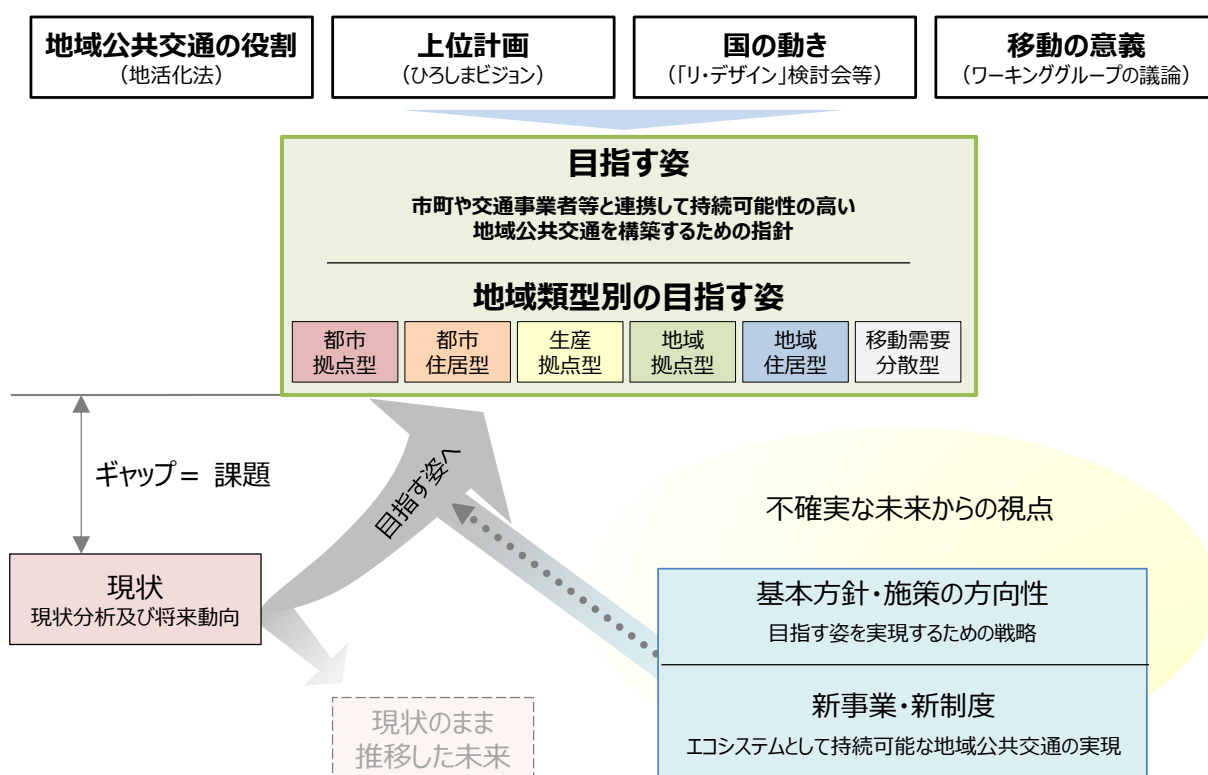 地域公共交通の役割
（地活化法）
上位計画
（ひろしまビジョン）
国の動き
（「リ・デザイン」検討会等）
移動の意義
（ワーキンググループの議論）
目指す姿
市町や交通事業者等と連携して持続可能性の高い
地域公共交通を構築するための指針
地域類型別の目指す姿
都市
拠点型
都市
住居型
生産
拠点型
地域
拠点型
地域
住居型
移動需要
分散型
ギャップ＝ 課題
目指す姿へ
不確実な未来からの視点
現状
現状分析及び将来動向
基本方針・施策の方向性
目指す姿を実現するための戦略
新事業・新制度
エコシステムとして持続可能な地域公共交通の実現
現状のまま
推移した未来